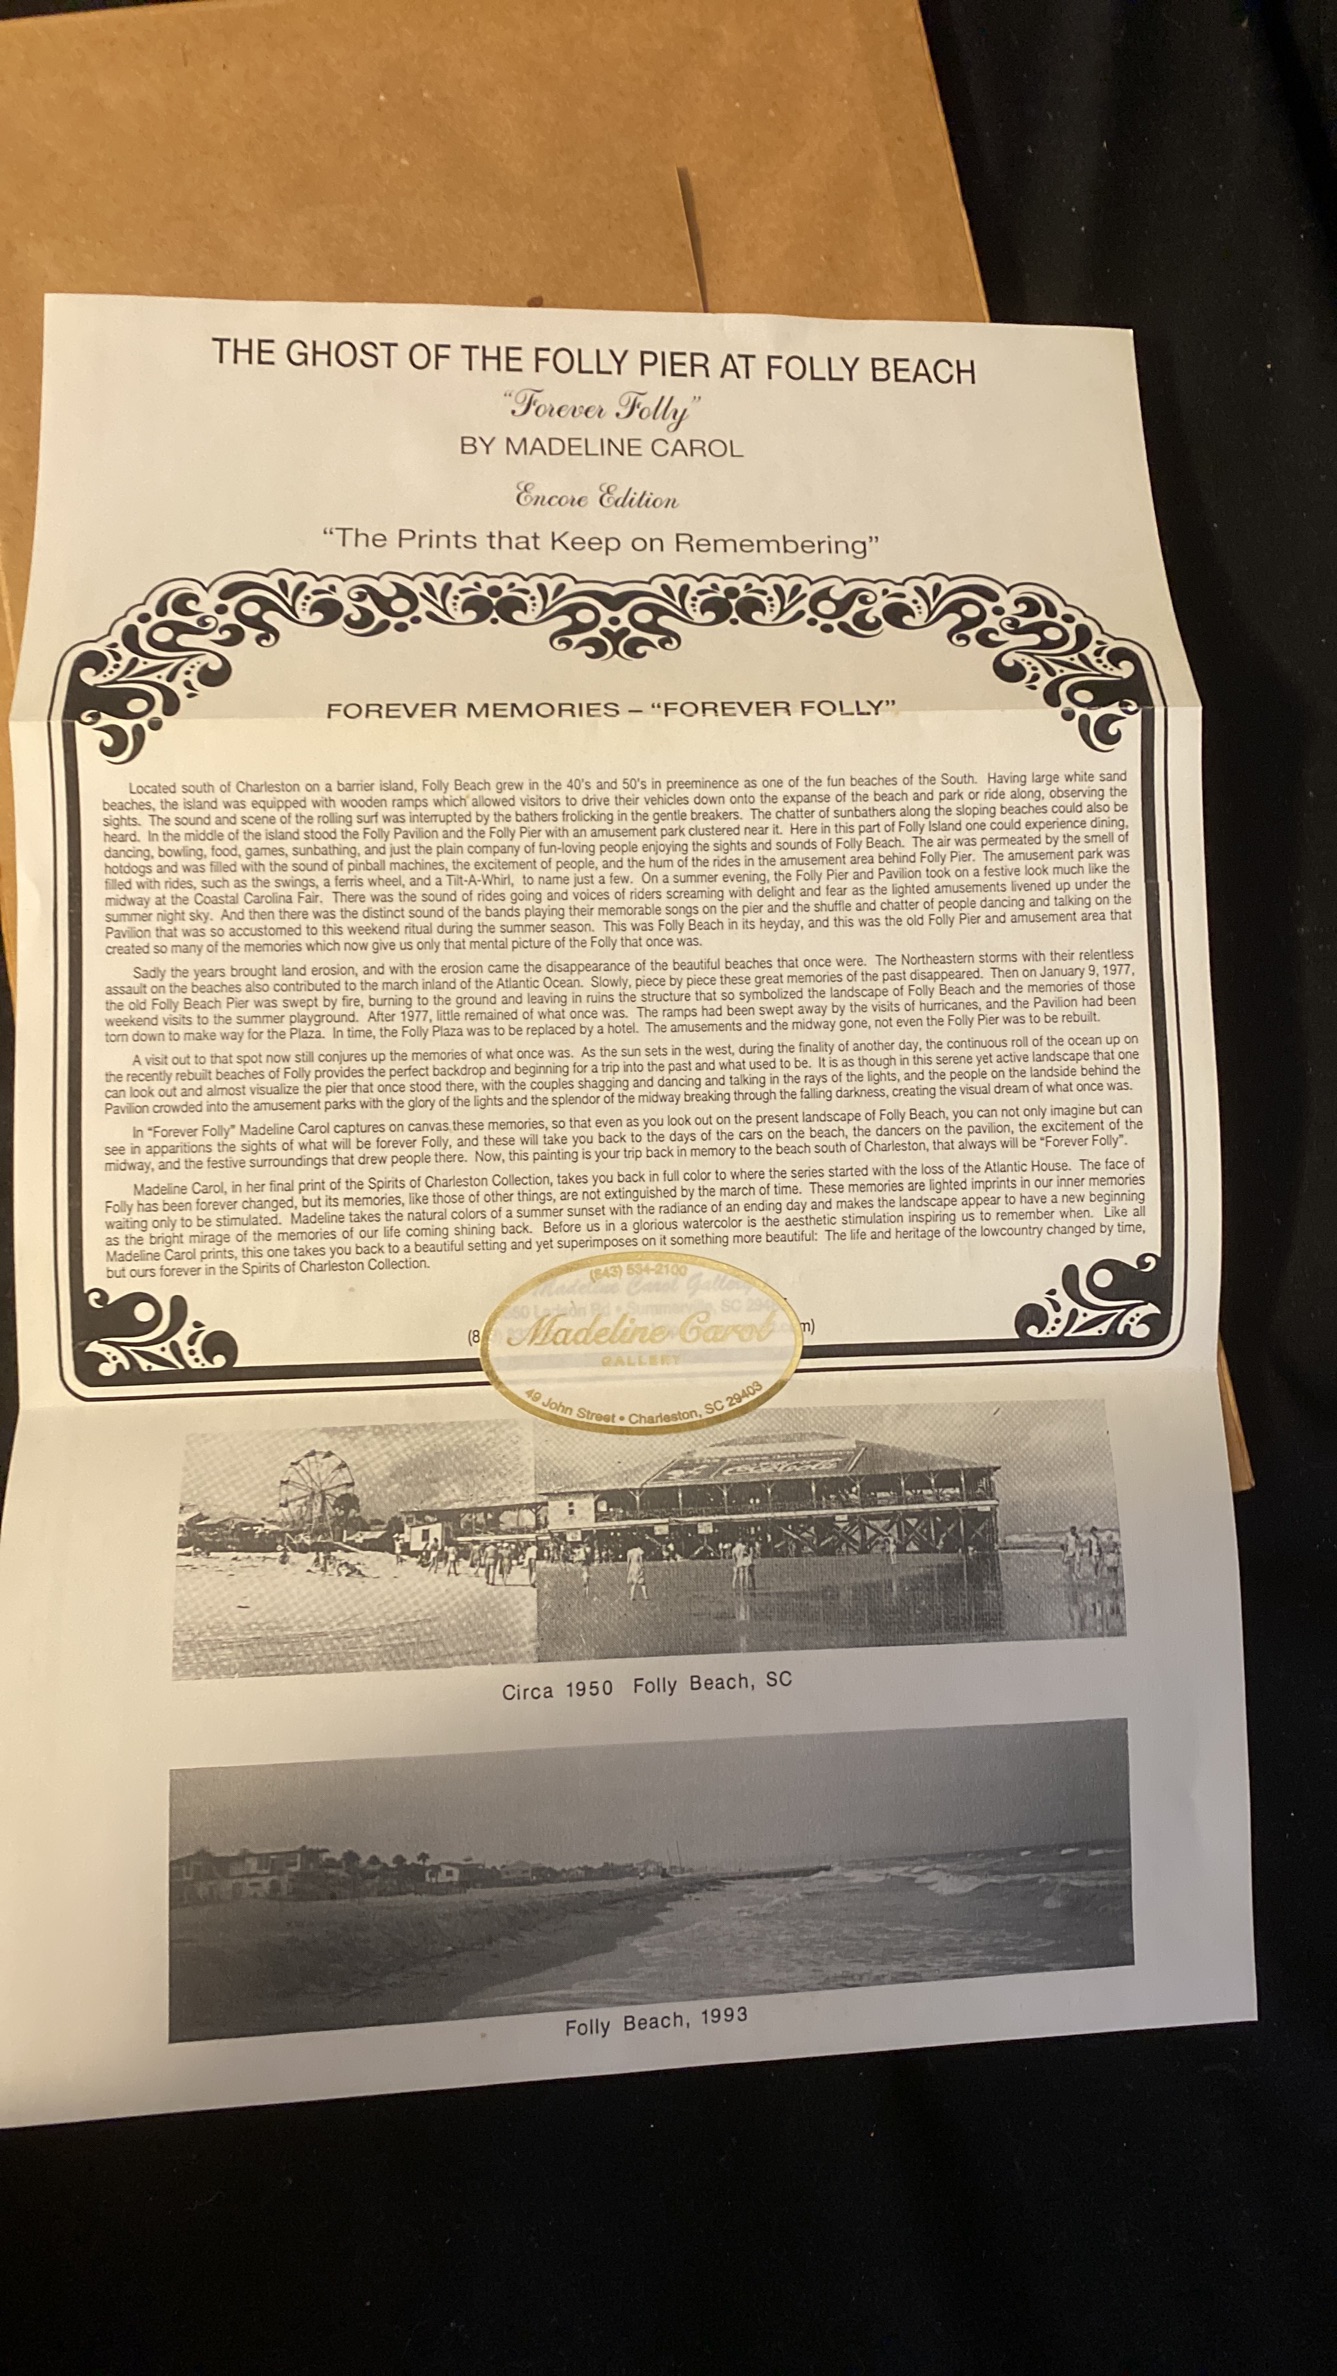 THE GHOST OF THE FOLLY PIER AT FOLLY BEACH
"Forever Folly"
BY MADELINE CAROL
Encore Edition
"The Prints that Keep on Remembering"
FOREVER MEMORIES – "FOREVER FOLLY"
Located south of Charleston on a barrier island, Folly Beach grew in the 40's and 50's in preeminence as one of the fun beaches of the South. Having large white sand
beaches, the island was equipped with wooden ramps which allowed visitors to drive their vehicles down onto the expanse of the beach and park or ride along, observing the
sights. The sound and scene of the rolling surf was interrupted by the bathers frolicking in the gentle breakers. The chatter of sunbathers along the sloping beaches could also be
heard. In the middle of the island stood the Folly Pavilion and the Folly Pier with an amusement park clustered near it. Here in this part of Folly Island one could experience dining,
dancing, bowling, food, games, sunbathing, and just the plain company of fun-loving people enjoying the sights and sounds of Folly Beach. The air was permeated by the smell of
hotdogs and was filled with the sound of pinball machines, the excitement of people, and the hum of the rides in the amusement area behind Folly Pier. The amusement park was
filled with rides, such as the swings, a ferris wheel, and a Tilt-A-Whirl, to name just a few. On a summer evening, the Folly Pier and Pavilion took on a festive look much like the
midway at the Coastal Carolina Fair. There was the sound of rides going and voices of riders screaming with delight and fear as the lighted amusements livened up under the
summer night sky. And then there was the distinct sound of the bands playing their memorable songs on the pier and the shuffle and chatter of people dancing and talking on the
Pavilion that was so accustomed to this weekend ritual during the summer season. This was Folly Beach in its heyday, and this was the old Folly Pier and amusement area that
created so many of the memories which now give us only that mental picture of the Folly that once was.
Sadly the years brought land erosion, and with the erosion came the disappearance of the beautiful beaches that once were. The Northeastern storms with their relentless
assault on the beaches also contributed to the march inland of the Atlantic Ocean. Slowly, piece by piece these great memories of the past disappeared. Then on January 9, 1977,
the old Folly Beach Pier was swept by fire, burning to the ground and leaving in ruins the structure that so symbolized the landscape of Folly Beach and the memories of those
weekend visits to the summer playground. After 1977, little remained of what once was. The ramps had been swept away by the visits of hurricanes, and the Pavilion had been
torn down to make way for the Plaza. In time, the Folly Plaza was to be replaced by a hotel. The amusements and the midway gone, not even the Folly Pier was to be rebuilt.
A visit out to that spot now still conjures up the memories of what once was. As the sun sets in the west, during the finality of another day, the continuous roll of the ocean up on
the recently rebuilt beaches of Folly provides the perfect backdrop and beginning for a trip into the past and what used to be. It is as though in this serene yet active landscape that one
can look out and almost visualize the pier that once stood there, with the couples shagging and dancing and talking in the rays of the lights, and the people on the landside behind the
Pavilion crowded into the amusement parks with the glory of the lights and the splendor of the midway breaking through the falling darkness, creating the visual dream of what once was.
In "Forever Folly" Madeline Carol captures on canvas these memories, so that even as you look out on the present landscape of Folly Beach, you can not only imagine but can
see in apparitions the sights of what will be forever Folly, and these will take you back to the days of the cars on the beach, the dancers on the pavilion, the excitement of the
midway, and the festive surroundings that drew people there. Now, this painting is your trip back in memory to the beach south of Charleston, that always will be "Forever Folly".
Madeline Carol, in her final print of the Spirits of Charleston Collection, takes you back in full color to where the series started with the loss of the Atlantic House. The face of
Folly has been forever changed, but its memories, like those of other things, are not extinguished by the march of time. These memories are lighted imprints in our inner memories
waiting only to be stimulated. Madeline takes the natural colors of a summer sunset with the radiance of an ending day and makes the landscape appear to have a new beginning
as the bright mirage of the memories of our life coming shining back. Before us in a glorious watercolor is the aesthetic stimulation inspiring us to remember when. Like all
Madeline Carol prints, this one takes you back to a beautiful setting and yet superimposes on it something more beautiful: The life and heritage of the lowcountry changed by time,
but ours forever in the Spirits of Charleston Collection.
(843) 534-2100
Madeline Carol Gallery
Summerville, SC
(8 Madeline Carol m)
GALLERY
49 John Street • Charleston, SC 29403
Coca-Cola
Circa 1950 Folly Beach, SC
Folly Beach, 1993